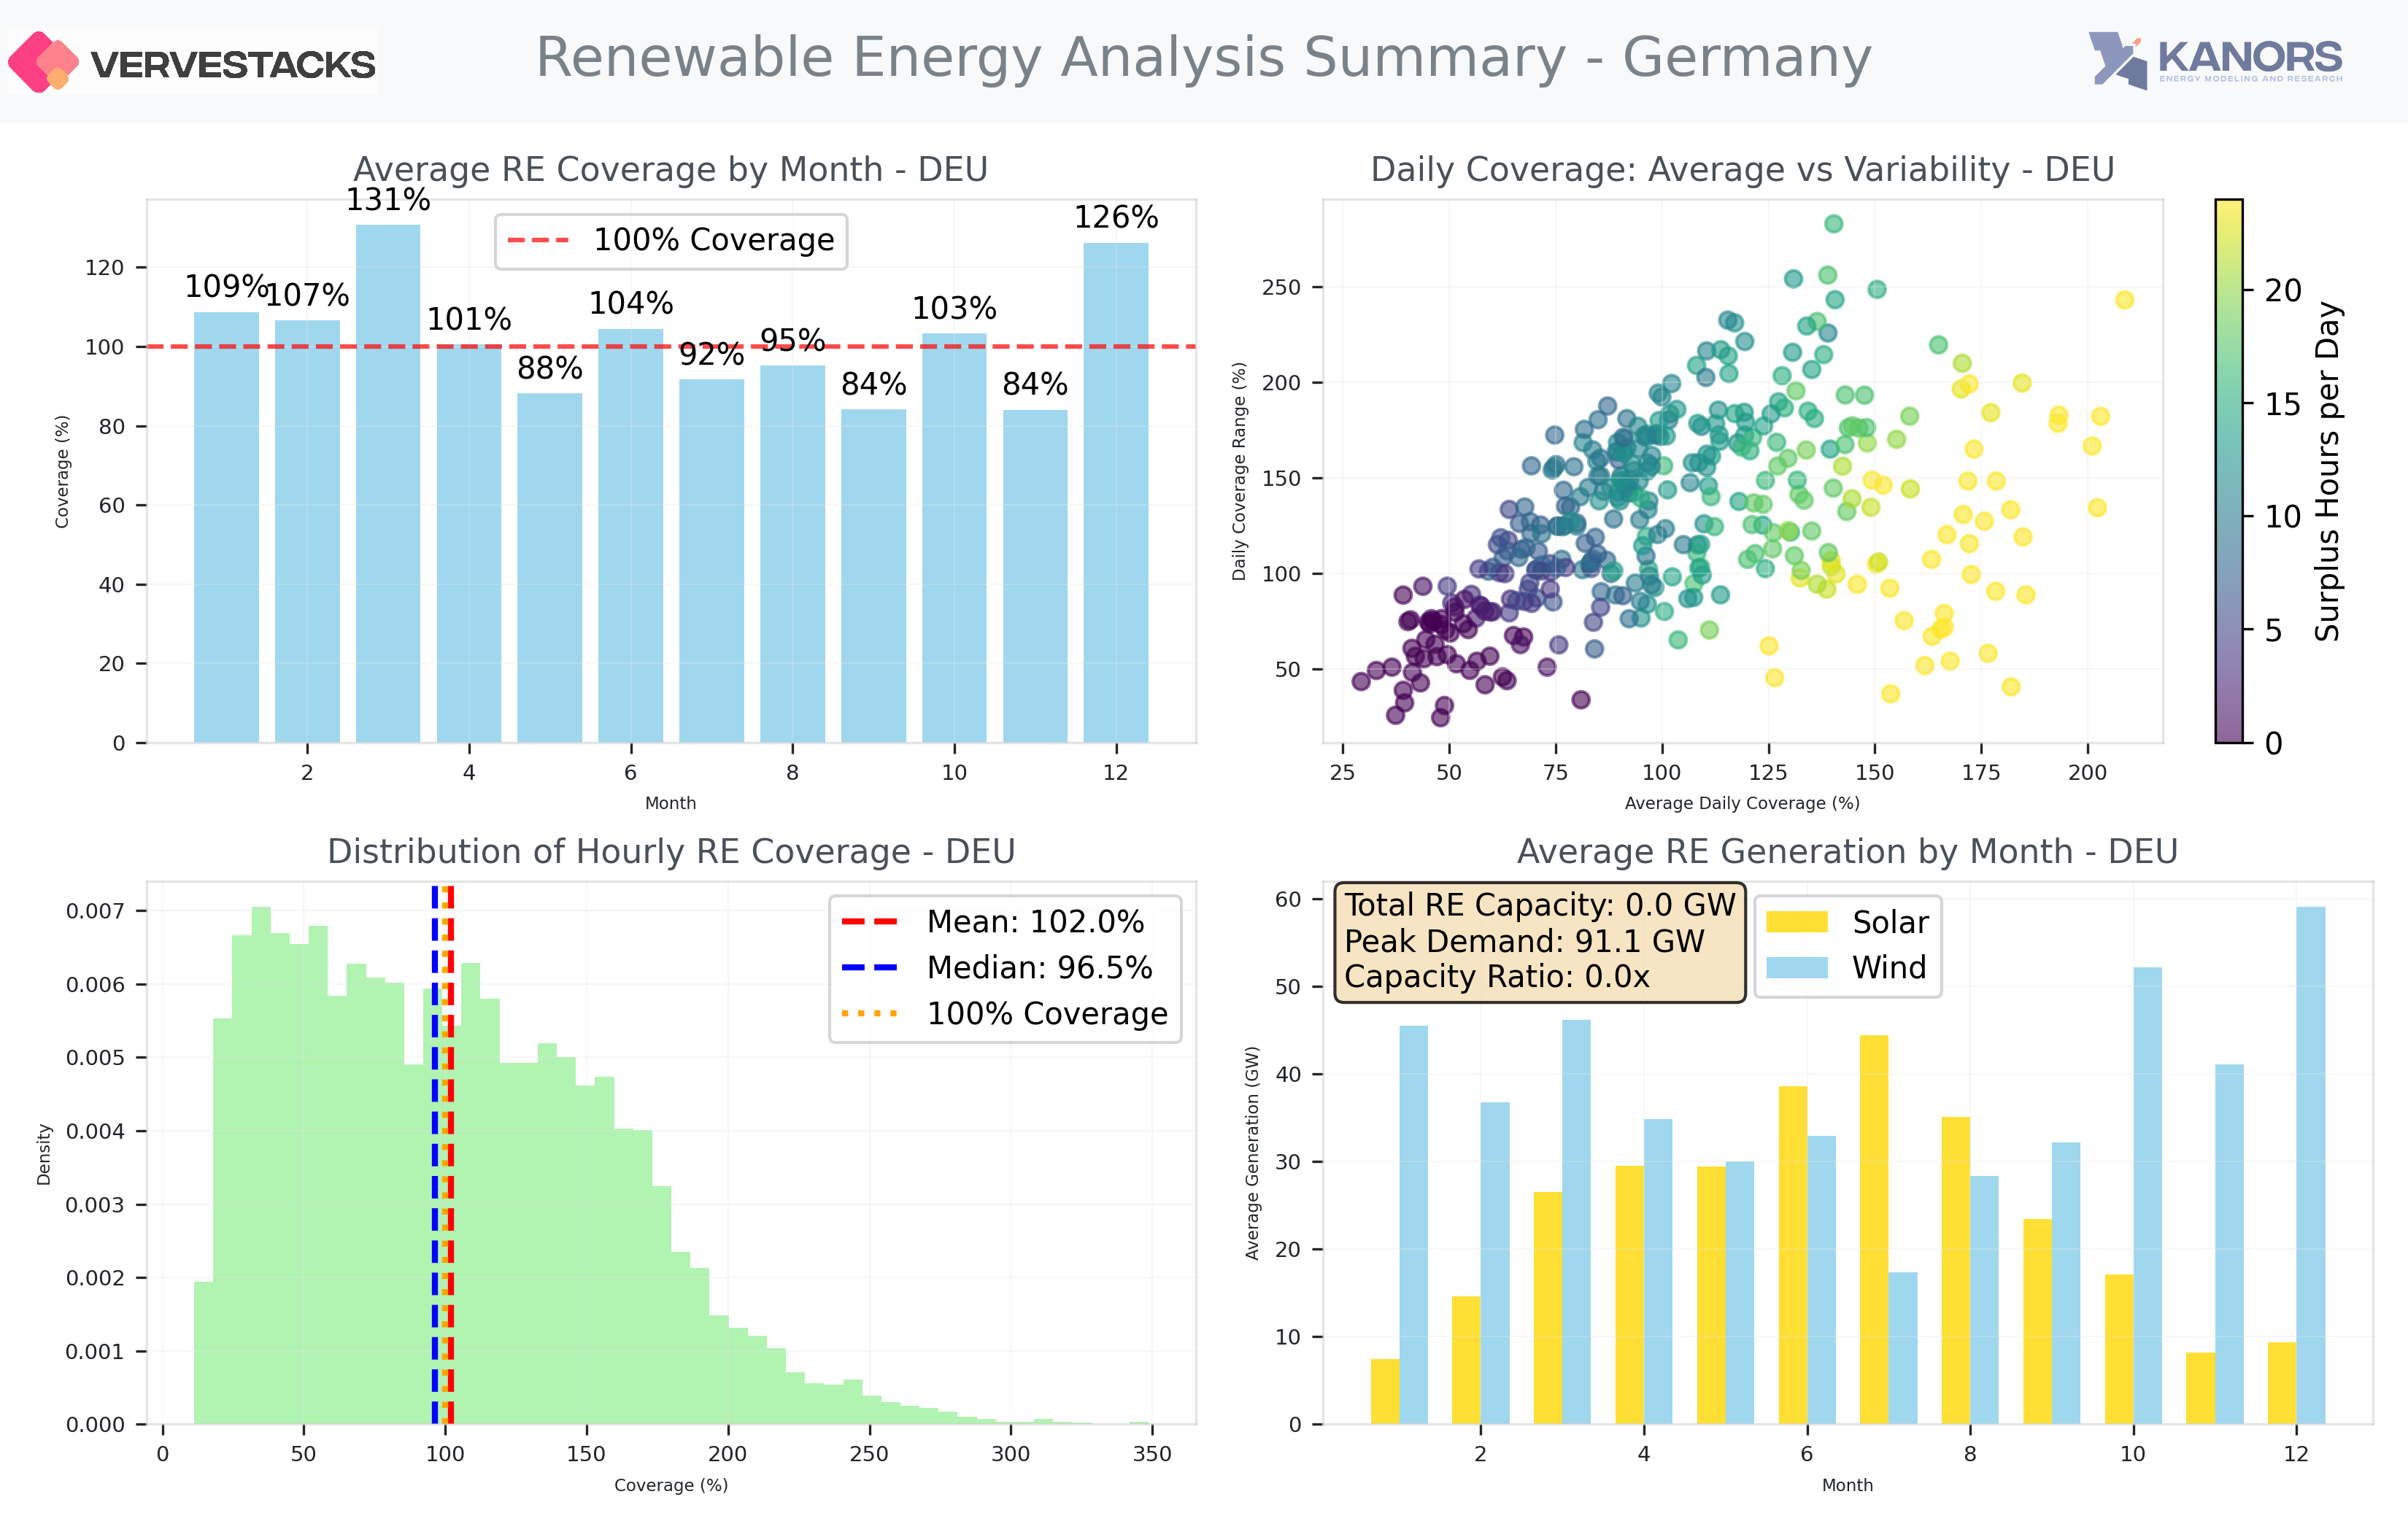 VERVESTACKS
Renewable Energy Analysis Summary - Germany
KANORS
ENERGY MODELING AND RESEARCH
Average RE Coverage by Month - DEU
131%
126%
100% Coverage
109%
107%
101%
104%
88%
92%
95%
84%
103%
84%
120
100
80
60
40
20
0
Coverage (%)
2 4 6 8 10 12
Month
Daily Coverage: Average vs Variability - DEU
250
200
150
100
50
Daily Coverage Range (%)
25 50 75 100 125 150 175 200
Average Daily Coverage (%)
20
15
10
5
0
Surplus Hours per Day
Distribution of Hourly RE Coverage - DEU
Mean: 102.0%
Median: 96.5%
100% Coverage
0.007
0.006
0.005
0.004
0.003
0.002
0.001
0.000
Density
0 50 100 150 200 250 300 350
Coverage (%)
Average RE Generation by Month - DEU
Total RE Capacity: 0.0 GW
Peak Demand: 91.1 GW
Capacity Ratio: 0.0x
Solar
Wind
60
50
40
30
20
10
0
Average Generation (GW)
2 4 6 8 10 12
Month